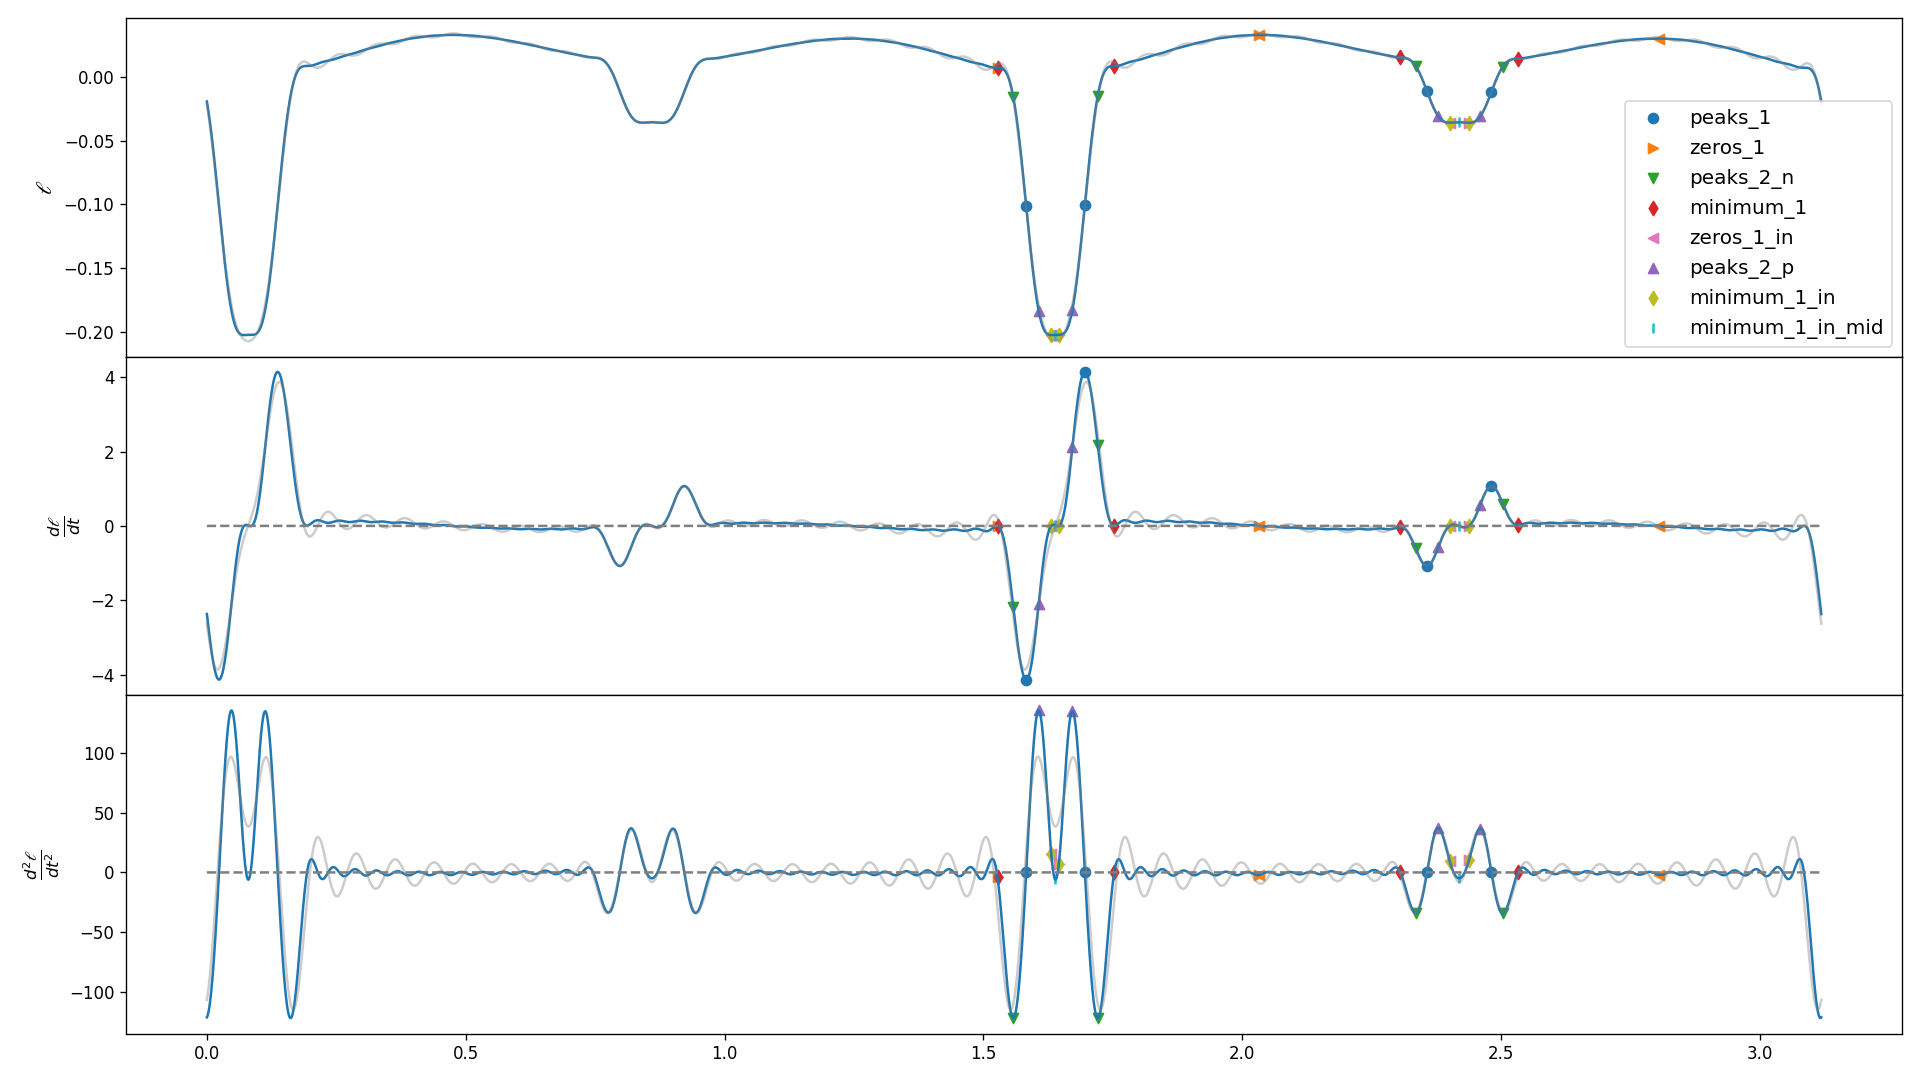 0.00
−0.05
−0.10
−0.15
−0.20
ℓ
peaks_1
zeros_1
peaks_2_n
minimum_1
zeros_1_in
peaks_2_p
minimum_1_in
minimum_1_in_mid
4
2
0
−2
−4
dℓ
dt
100
50
0
−50
−100
d²ℓ
dt²
0.0 0.5 1.0 1.5 2.0 2.5 3.0